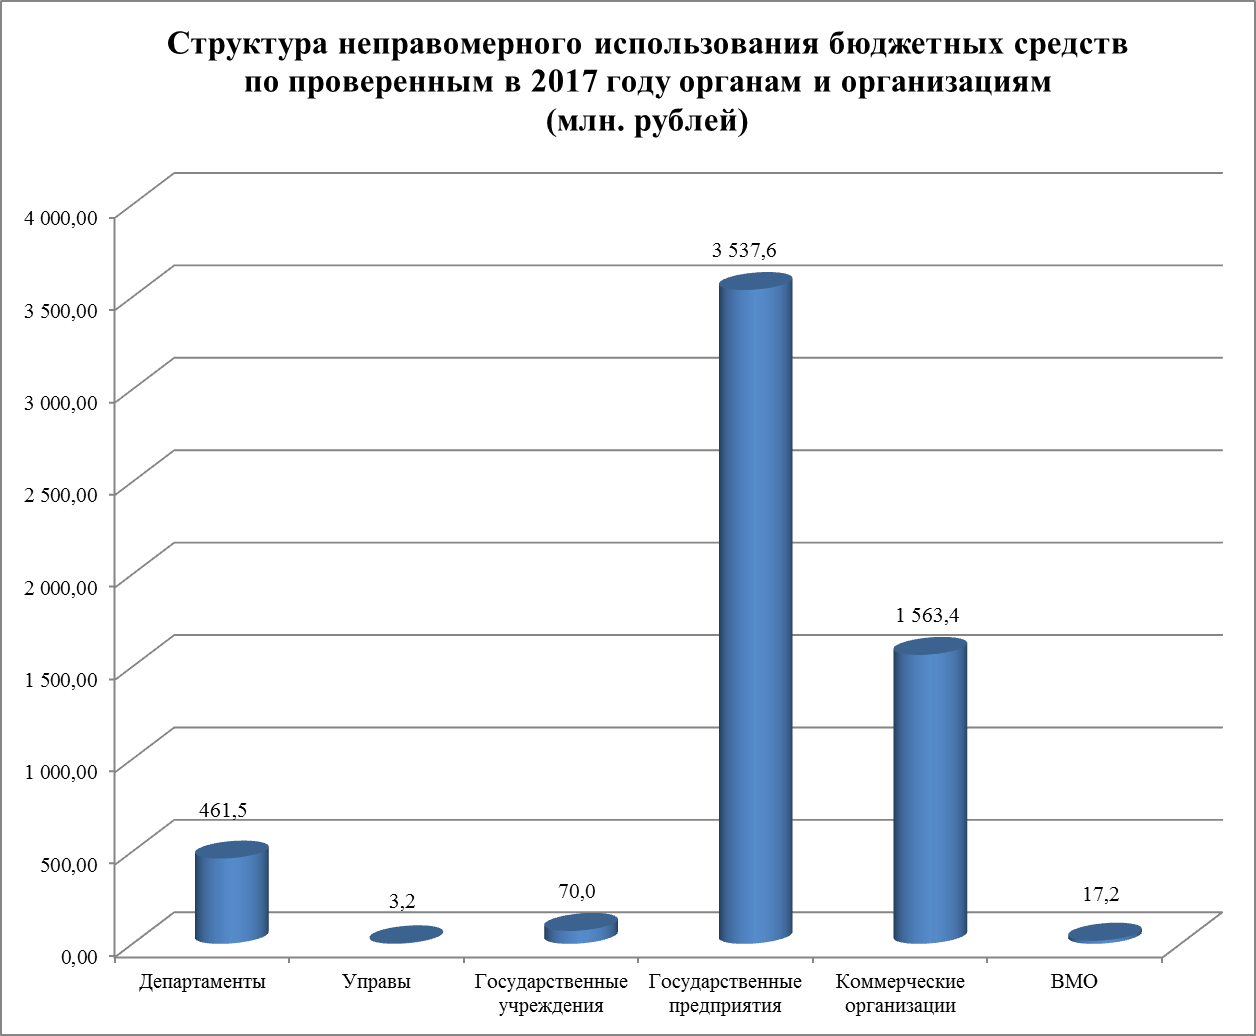 Структура неправомерного использования бюджетных средств
по проверенным в 2017 году органам и организациям
(млн. рублей)
4 000,00
3 500,00
3 000,00
2 500,00
2 000,00
1 500,00
1 000,00
500,00
0,00
461,5
3,2
70,0
3 537,6
1 563,4
17,2
Департаменты
Управы
Государственные
учреждения
Государственные
предприятия
Коммерческие
организации
ВМО